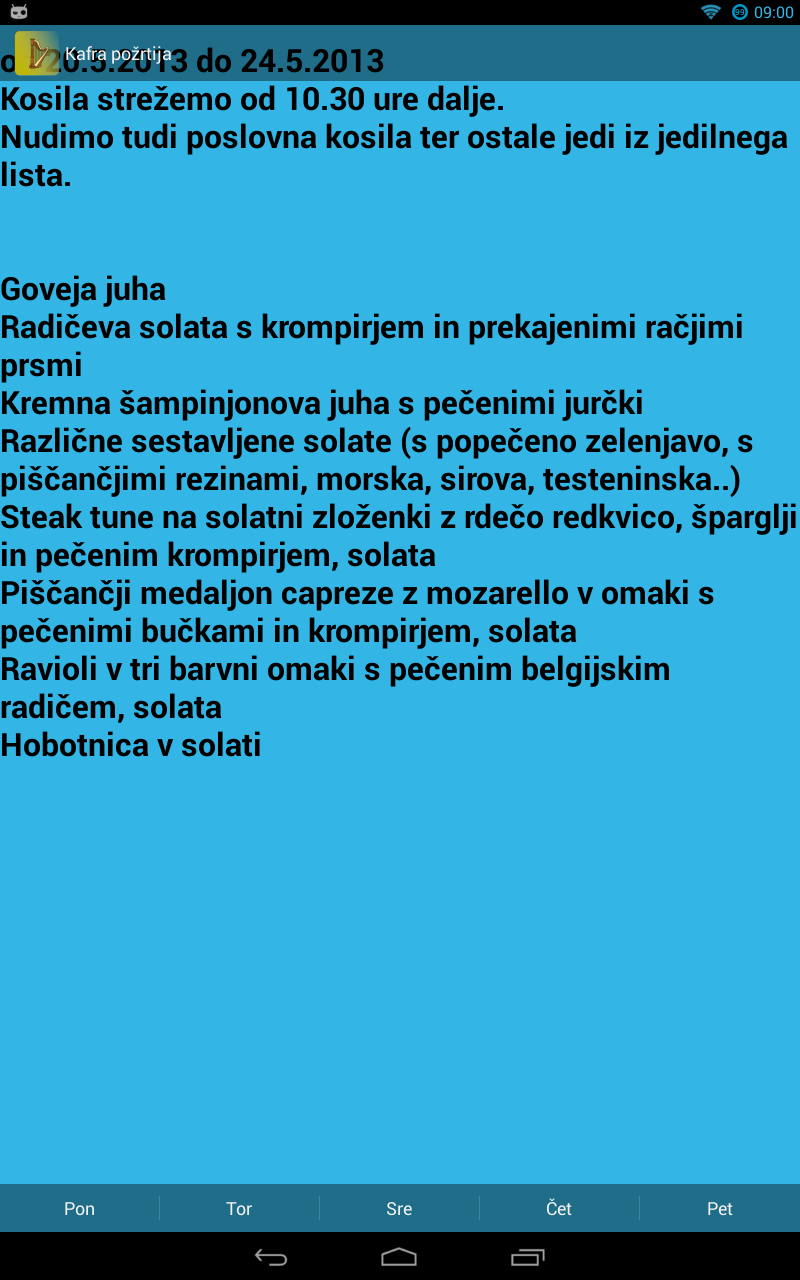 99 09:00
Kafra požrtija
20.5.2013 do 24.5.2013
Kosila strežemo od 10.30 ure dalje.
Nudimo tudi poslovna kosila ter ostale jedi iz jedilnega
lista.
Goveja juha
Radičeva solata s krompirjem in prekajenimi račjimi
prsmi
Kremna šampinjonova juha s pečenimi jurčki
Različne sestavljene solate (s popečeno zelenjavo, s
piščančjimi rezinami, morska, sirova, testeninska..)
Steak tune na solatni zloženki z rdečo redkvico, šparglji
in pečenim krompirjem, solata
Piščančji medaljon capreze z mozarello v omaki s
pečenimi bučkami in krompirjem, solata
Ravioli v tri barvni omaki s pečenim belgijskim
radičem, solata
Hobotnica v solati
Pon Tor Sre Čet Pet